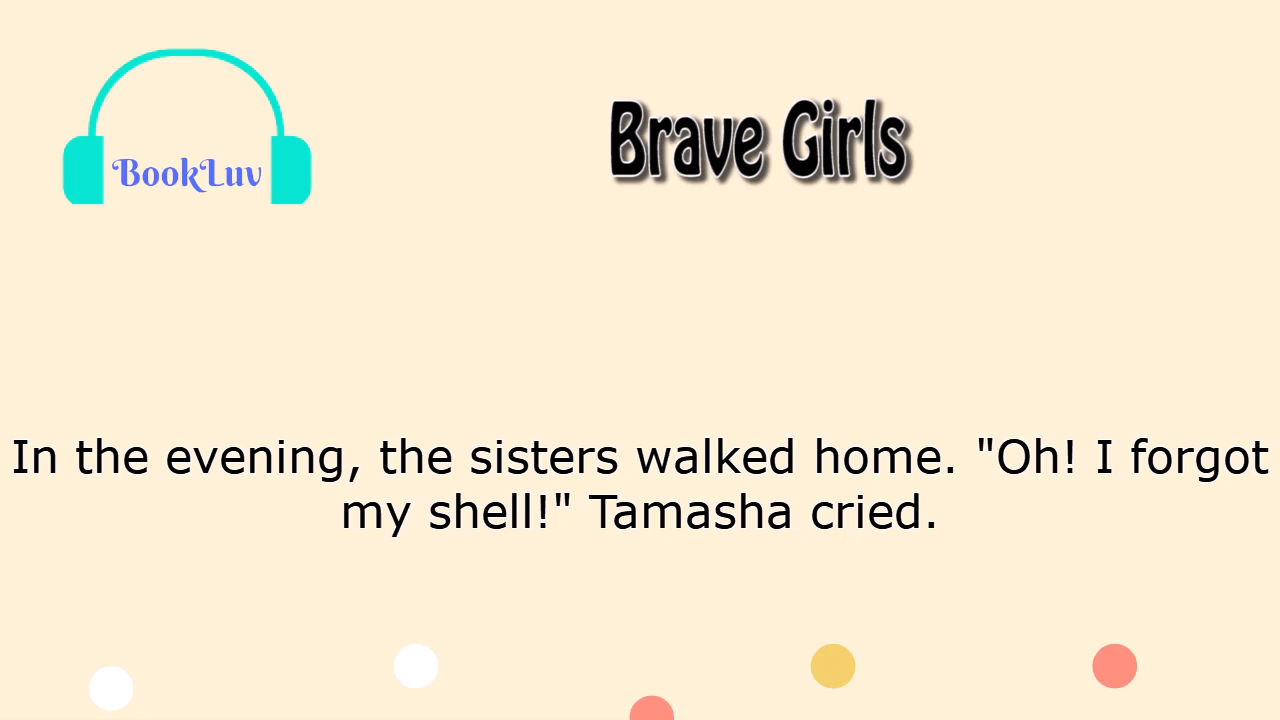 BookLuv
Brave Girls
In the evening, the sisters walked home. "Oh! I forgot
my shell!" Tamasha cried.